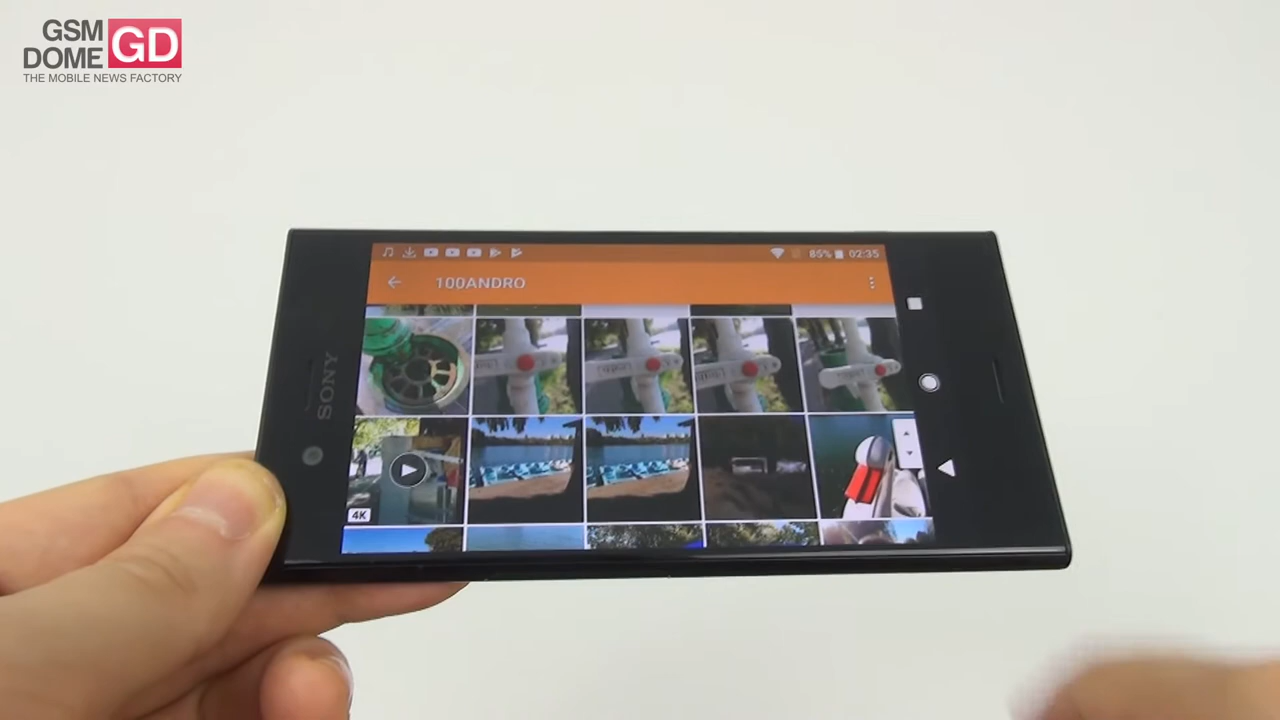 GSM
DOME
GD
THE MOBILE NEWS FACTORY
85%
02:35
100ANDRO
SONY
4K